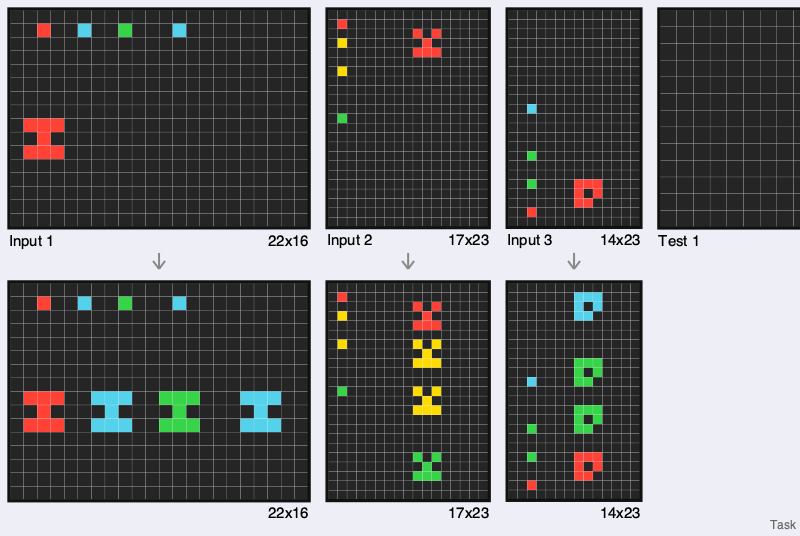 Input 1 22x16
Input 2 17x23
Input 3 14x23
Test 1
22x16
17x23
14x23
Task